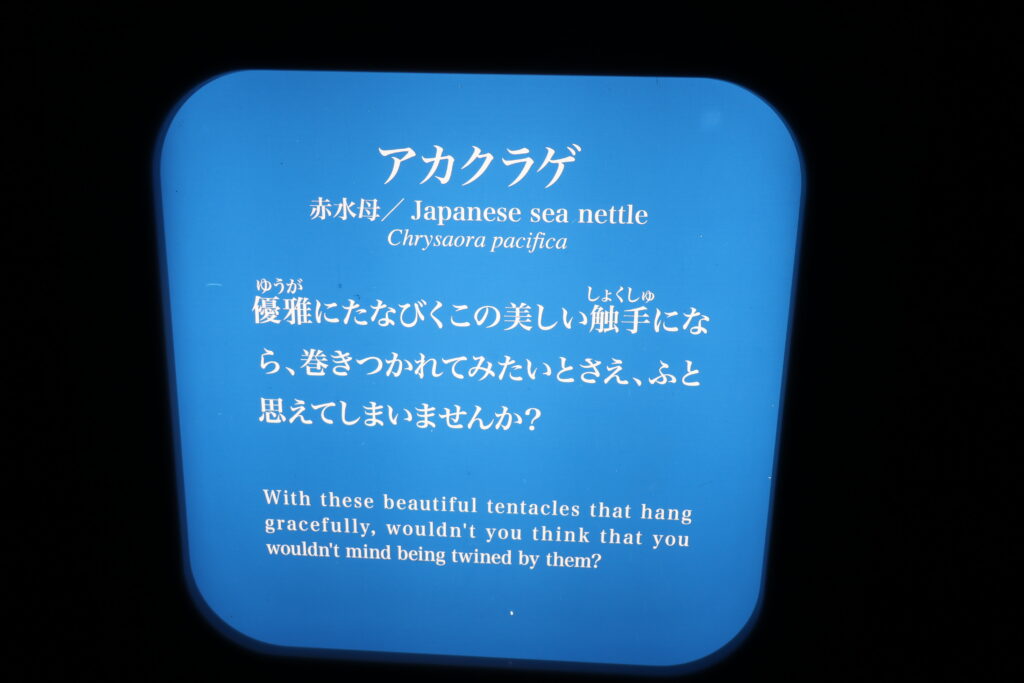 アカクラゲ
赤水母／Japanese sea nettle
Chrysaora pacifica
ゆうが しょくしゅ
優雅にたなびくこの美しい触手にな
ら、巻きつかれてみたいとさえ、ふと
思えてしまいませんか？
With these beautiful tentacles that hang
gracefully, wouldn't you think that you
wouldn't mind being twined by them?